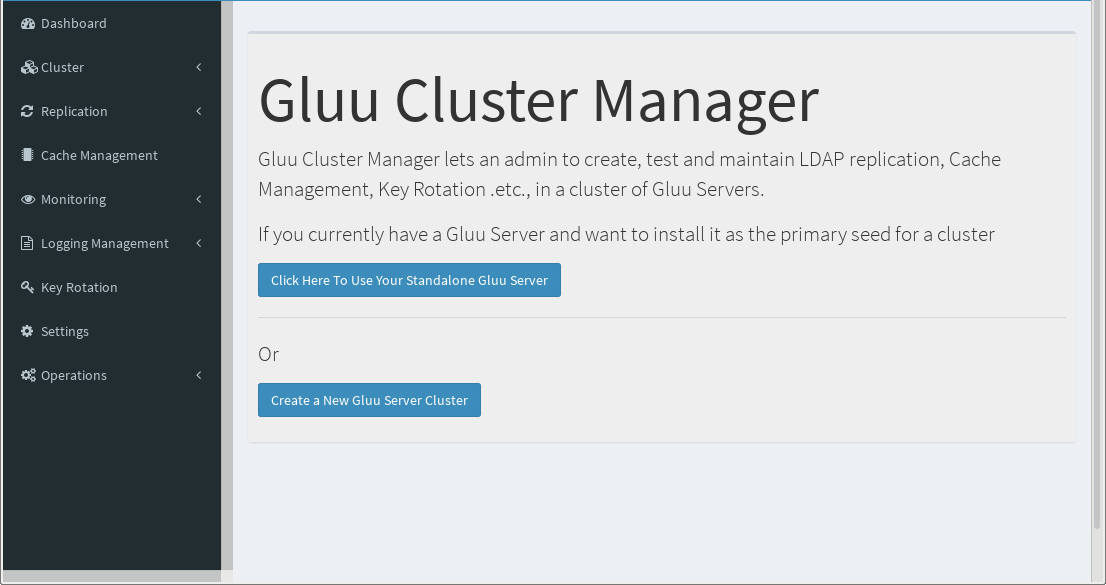 Dashboard
Cluster
Replication
Cache Management
Monitoring
Logging Management
Key Rotation
Settings
Operations
Gluu Cluster Manager
Gluu Cluster Manager lets an admin to create, test and maintain LDAP replication, Cache
Management, Key Rotation .etc., in a cluster of Gluu Servers.
If you currently have a Gluu Server and want to install it as the primary seed for a cluster
Click Here To Use Your Standalone Gluu Server
Or
Create a New Gluu Server Cluster